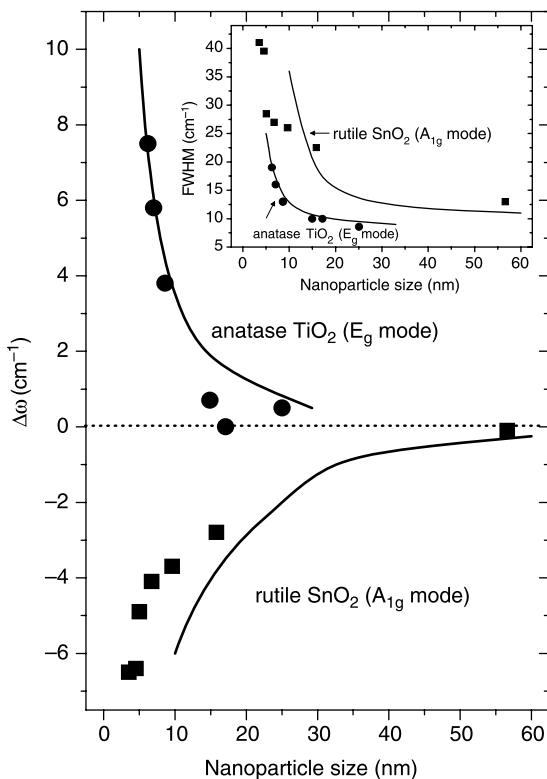 10
8
6
4
2
0
−2
−4
−6
Δω (cm⁻¹)
0 10 20 30 40 50 60
Nanoparticle size (nm)
anatase TiO₂ (E_g mode)
rutile SnO₂ (A₁g mode)
40
35
30
25
20
15
10
5
FWHM (cm⁻¹)
rutile SnO₂ (A₁g mode)
anatase TiO₂ (E_g mode)
0 10 20 30 40 50 60
Nanoparticle size (nm)